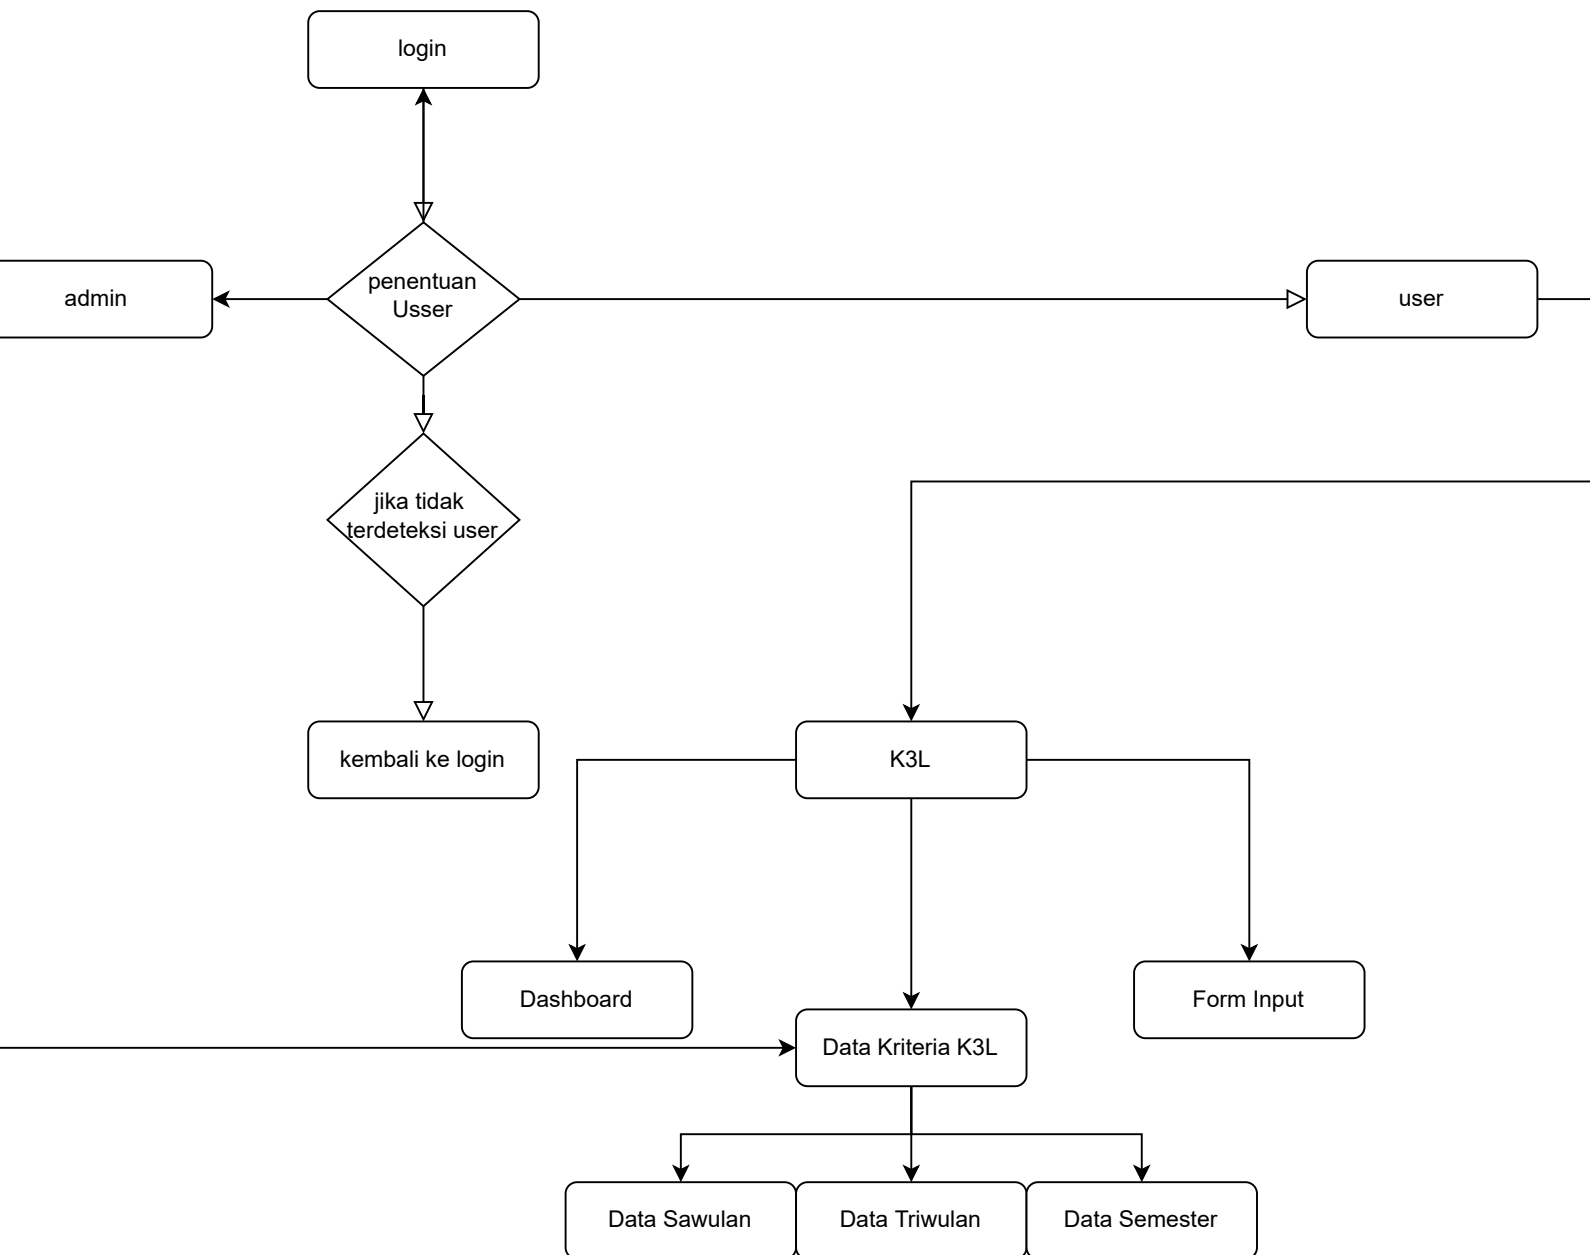 login
penentuan
Usser
admin
user
jika tidak
terdeteksi user
kembali ke login
K3L
Dashboard
Form Input
Data Kriteria K3L
Data Sawulan
Data Triwulan
Data Semester